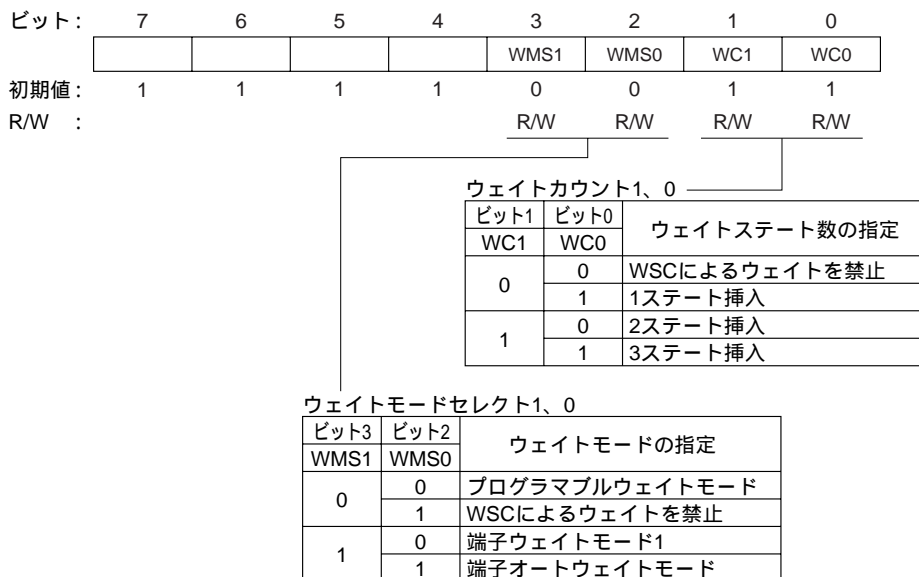 ビット: 7 6 5 4 3 2 1 0
WMS1 WMS0 WC1 WC0
初期値: 1 1 1 1 0 0 1 1
R/W : R/W R/W R/W R/W
ウェイトカウント1、0
ビット1 ビット0 ウェイトステート数の指定
WC1 WC0
0 0 WSCによるウェイトを禁止
1 1ステート挿入
1 0 2ステート挿入
1 3ステート挿入
ウェイトモードセレクト1、0
ビット3 ビット2 ウェイトモードの指定
WMS1 WMS0
0 0 プログラマブルウェイトモード
1 WSCによるウェイトを禁止
1 0 端子ウェイトモード1
1 端子オートウェイトモード